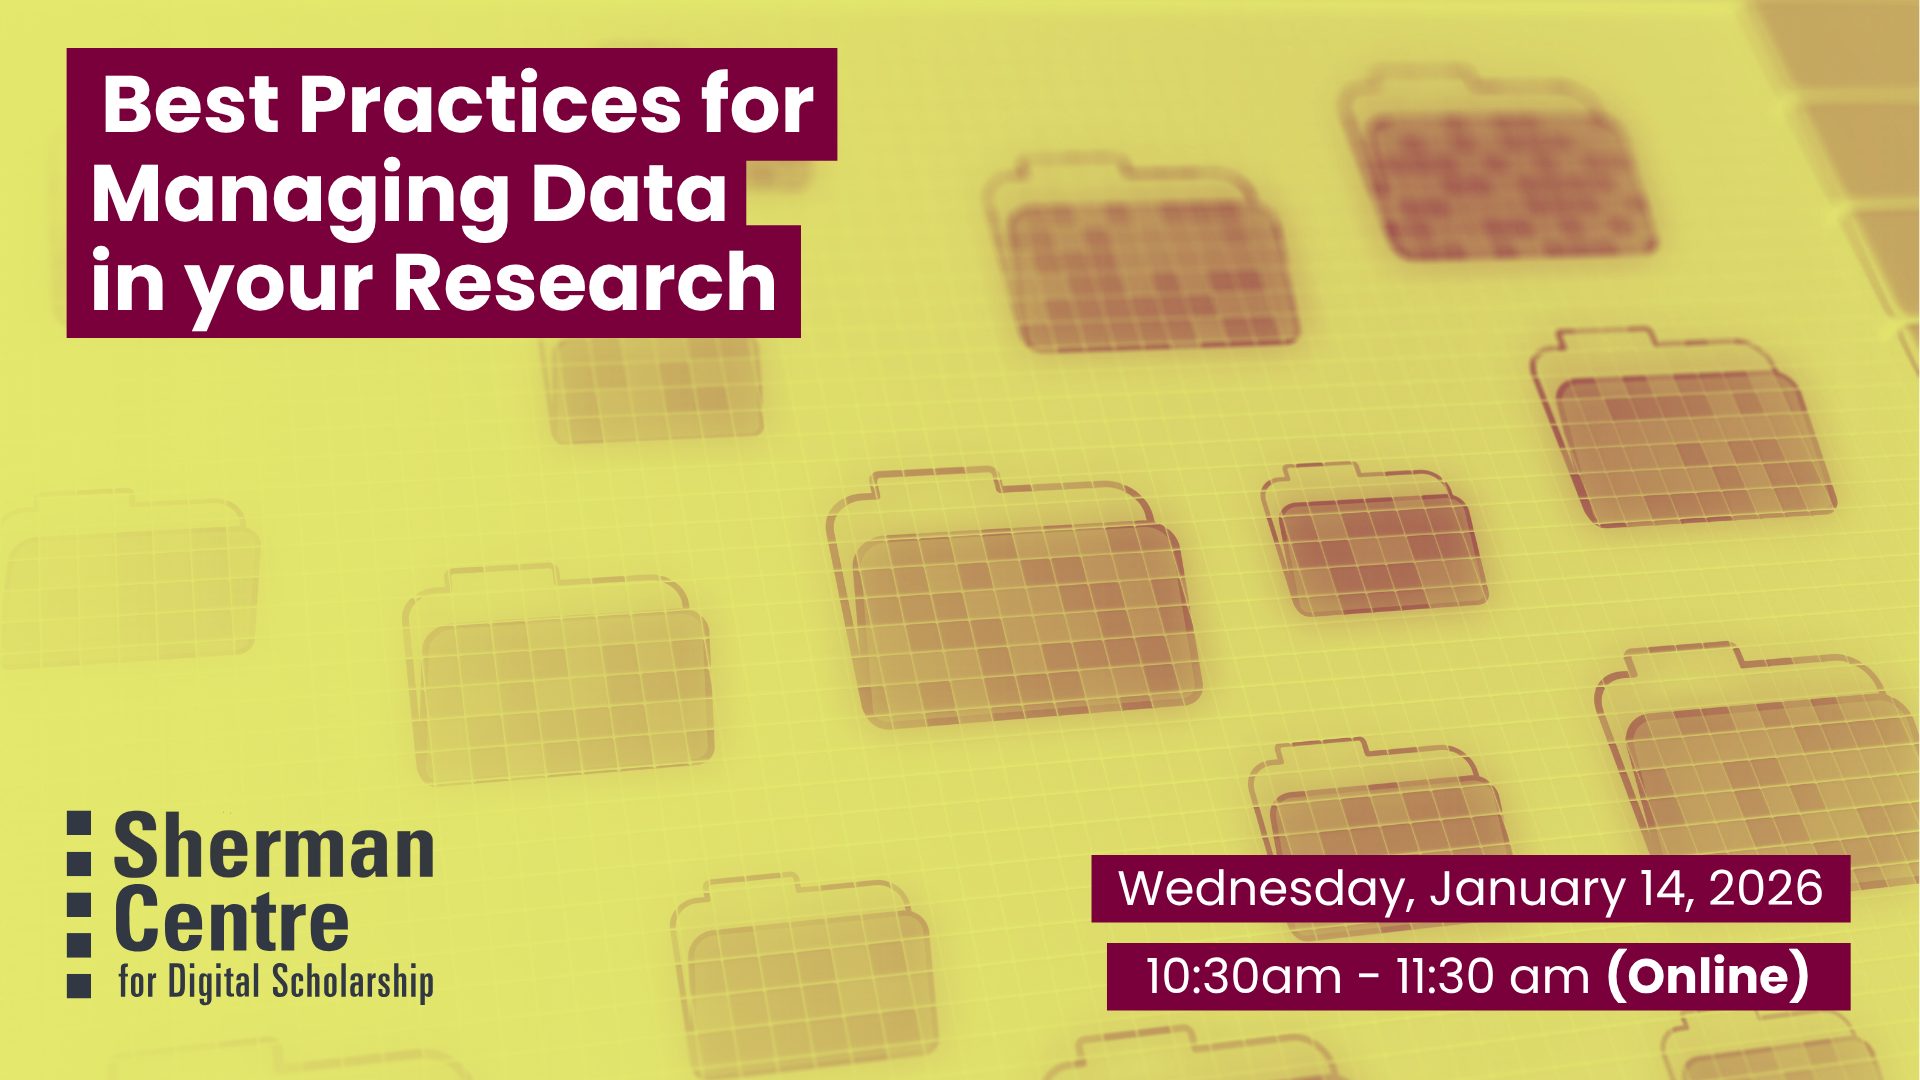 Best Practices for
Managing Data
in your Research
Sherman
Centre
for Digital Scholarship
Wednesday, January 14, 2026
10:30am - 11:30 am (Online)